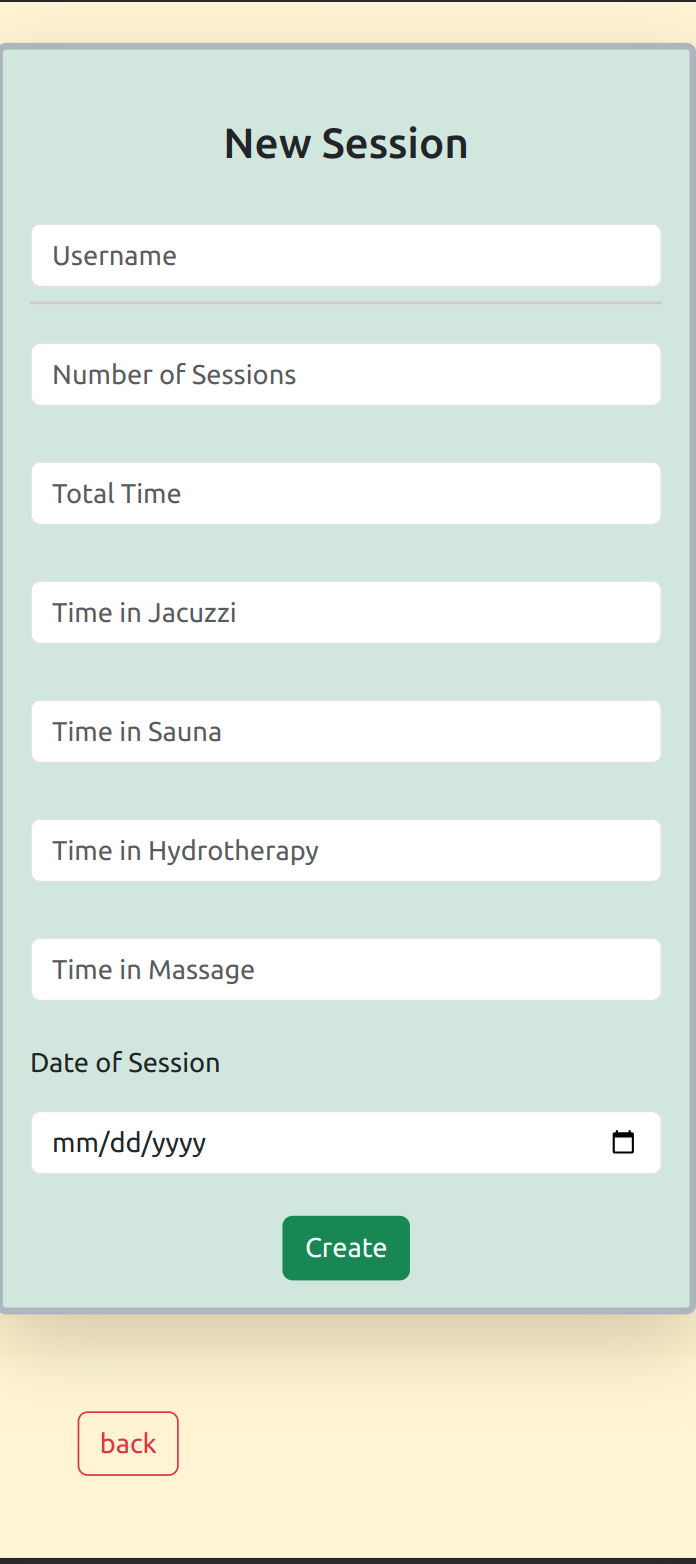 New Session
Username
Number of Sessions
Total Time
Time in Jacuzzi
Time in Sauna
Time in Hydrotherapy
Time in Massage
Date of Session
mm/dd/yyyy
Create
back